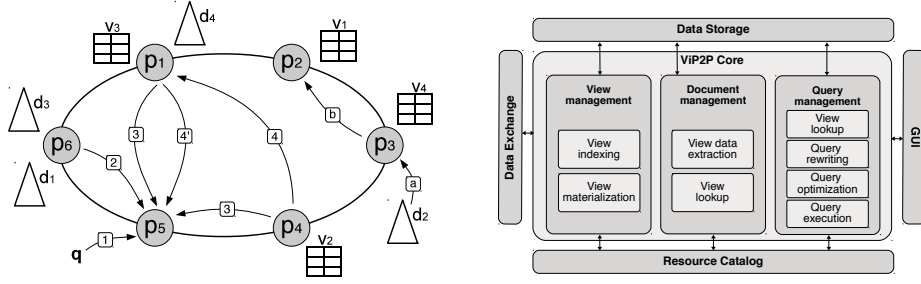 d4
v3
v1
p1
p2
v4
d3
b
3
4'
4
p6
p3
2
a
d1
3
d2
p5
p4
1
q
v2
Data Storage
ViP2P Core
View
management
Document
management
Query
management
View
lookup
Data Exchange
View
indexing
View data
extraction
Query
rewriting
GUI
View
materialization
View
lookup
Query
optimization
Query
execution
Resource Catalog